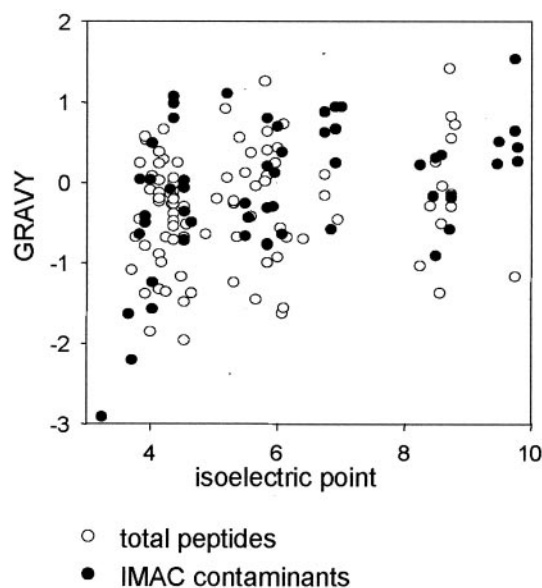 2
1
0
-1
-2
-3
GRAVY
4 6 8 10
isoelectric point
total peptides
IMAC contaminants